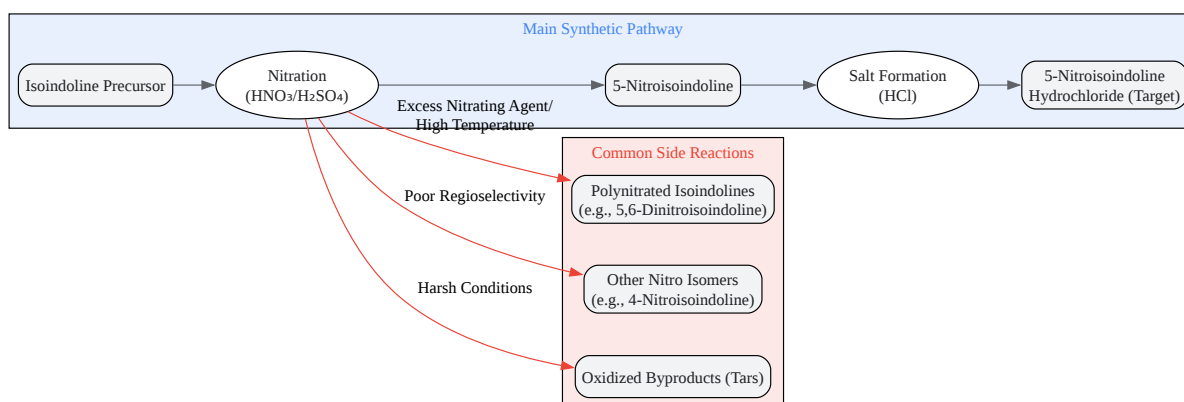 Main Synthetic Pathway
Isoindoline Precursor
Nitration
(HNO₃/H₂SO₄)
5-Nitroisoindoline
Salt Formation
(HCl)
5-Nitroisoindoline
Hydrochloride (Target)
Excess Nitrating Agent/
High Temperature
Common Side Reactions
Polynitrated Isoindolines
(e.g., 5,6-Dinitroisoindoline)
Poor Regioselectivity
Other Nitro Isomers
(e.g., 4-Nitroisoindoline)
Harsh Conditions
Oxidized Byproducts (Tars)